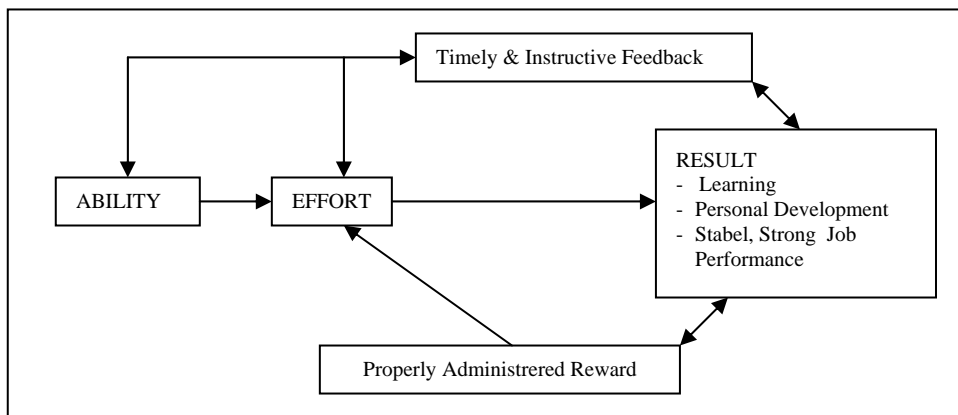 Timely & Instructive Feedback
ABILITY
EFFORT
RESULT
- Learning
- Personal Development
- Stabel, Strong Job
Performance
Properly Administrered Reward